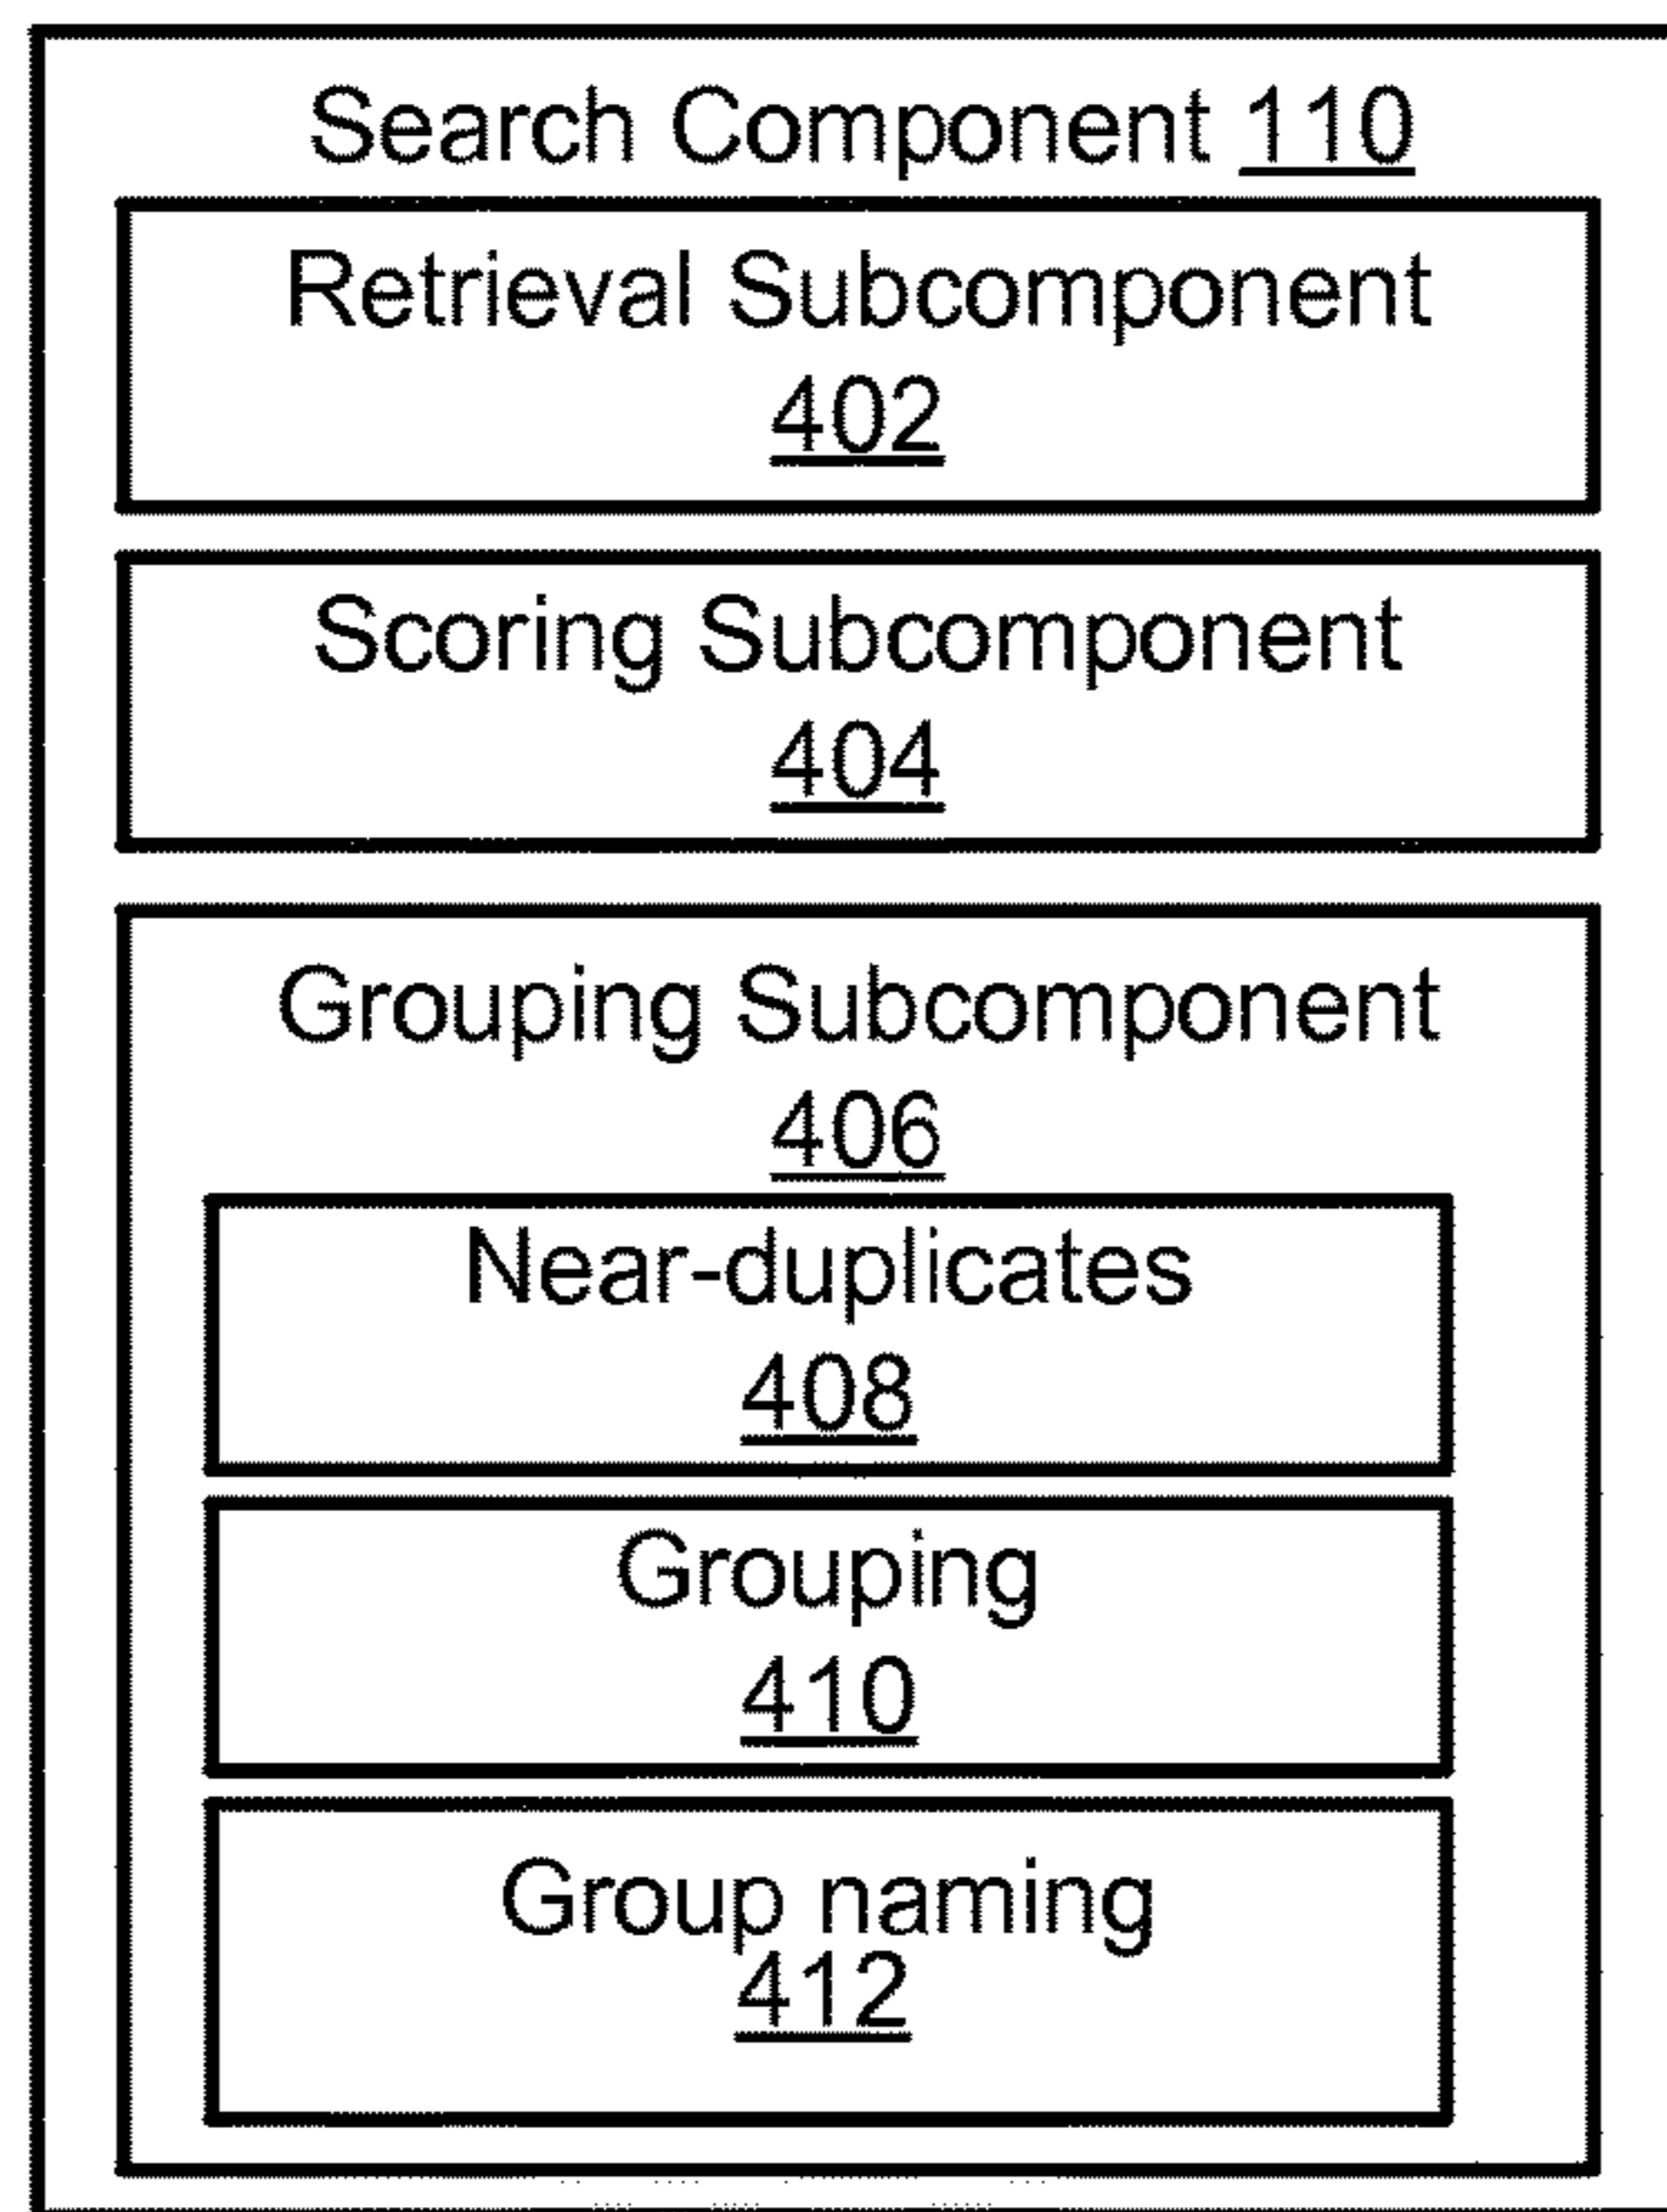 Search Component 110
Retrieval Subcomponent
402
Scoring Subcomponent
404
Grouping Subcomponent
406
Near-duplicates
408
Grouping
410
Group naming
412